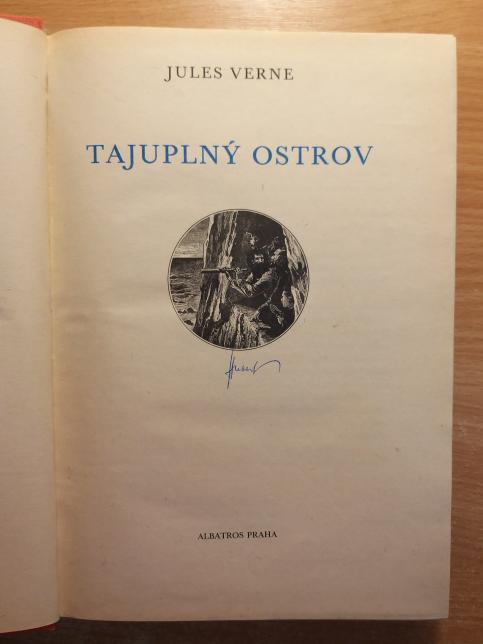 JULES VERNE
TAJUPLNÝ OSTROV
ALBATROS PRAHA